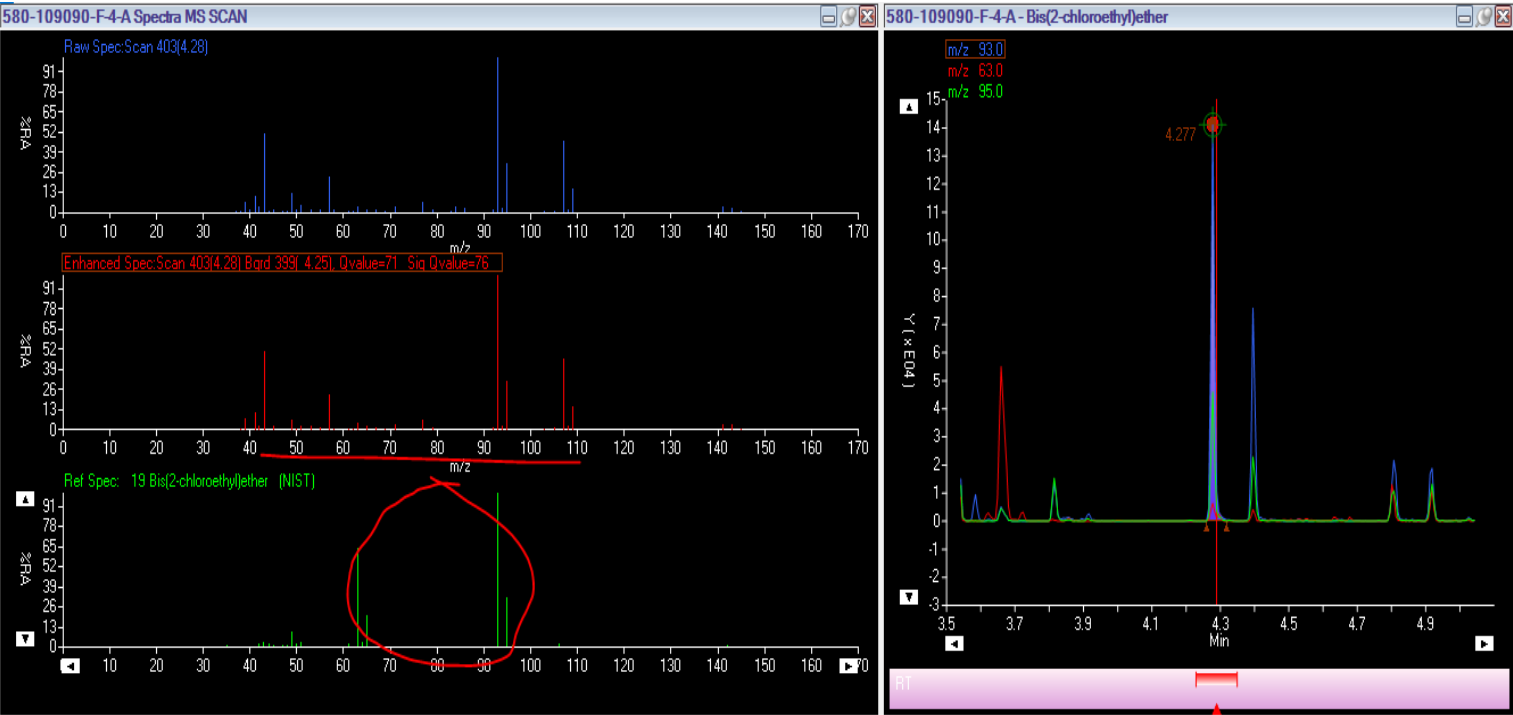 580-109090-F-4-A Spectra MS SCAN
Raw Spec:Scan 403(4.28)
91
78
65
52
39
26
13
0
%RA
0 10 20 30 40 50 60 70 80 90 100 110 120 130 140 150 160 170
m/z
Enhanced Spec:Scan 403(4.28) Bgrd 399( 4.25), Qvalue=71 Sig Qvalue=76
91
78
65
52
39
26
13
0
%RA
0 10 20 30 40 50 60 70 80 90 100 110 120 130 140 150 160 170
m/z
Ref Spec: 19 Bis(2-chloroethyl)ether (NIST)
91
78
65
52
39
26
13
0
%RA
10 20 30 40 50 60 70 80 90 100 110 120 130 140 150 160 70
580-109090-F-4-A - Bis(2-chloroethyl)ether
m/z 93.0
m/z 63.0
m/z 95.0
4.277
15
14
13
12
11
10
9
8
7
6
5
4
3
2
1
0
-1
-2
-3
Y (xE04)
3.5 3.7 3.9 4.1 4.3 4.5 4.7 4.9
Min
RT